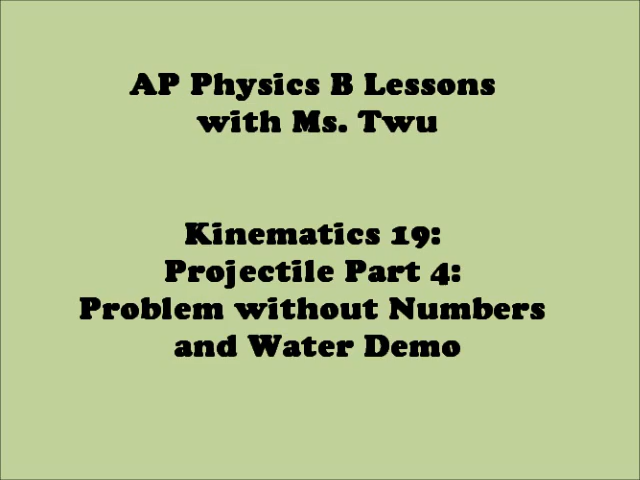 AP Physics B Lessons
with Ms. Twu
Kinematics 19:
Projectile Part 4:
Problem without Numbers
and Water Demo